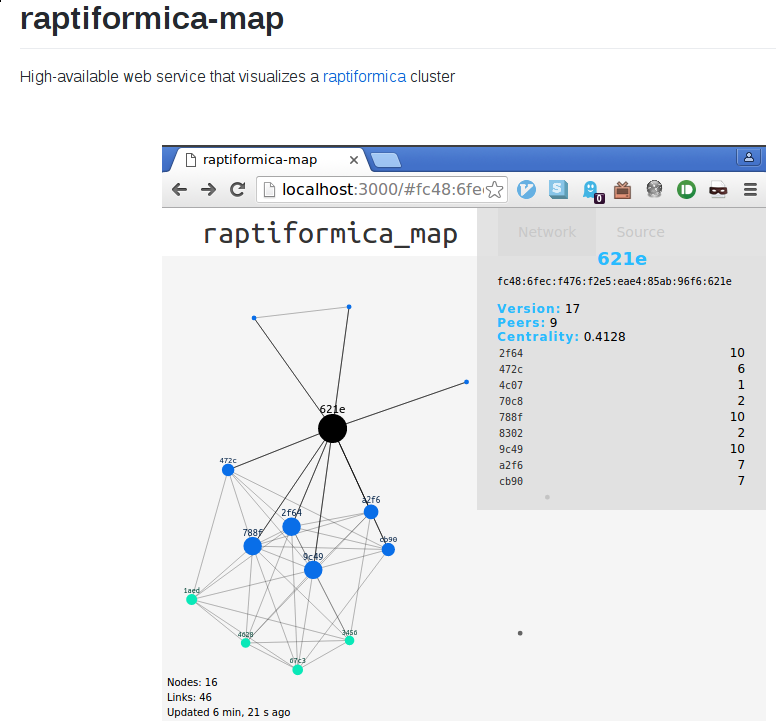 raptiformica-map
High-available web service that visualizes a raptiformica cluster
raptiformica-map
localhost:3000/#fc48:6fe
0
raptiformica_map
Network Source
621e
fc48:6fec:f476:f2e5:eae4:85ab:96f6:621e
Version: 17
Peers: 9
Centrality: 0.4128
2f64 10
472c 6
4c07 1
70c8 2
788f 10
8302 2
9c49 10
a2f6 7
cb90 7
621e
472c
a2f6
2f64
788f
cb90
9c49
1aed
4628
3456
67c3
Nodes: 16
Links: 46
Updated 6 min, 21 s ago